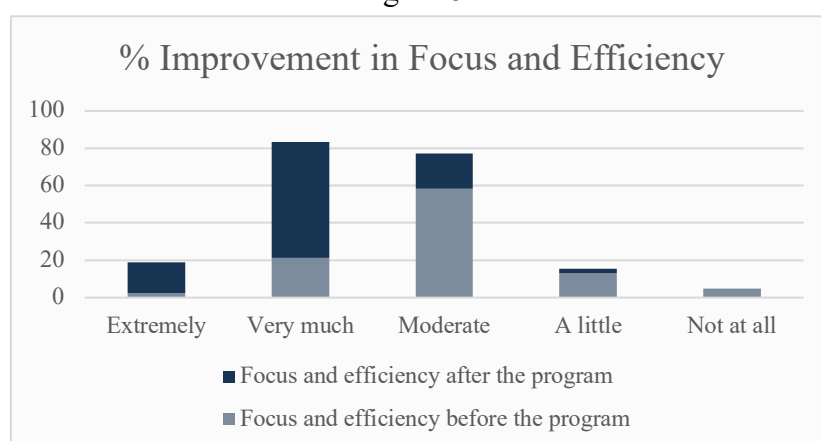 % Improvement in Focus and Efficiency
100
80
60
40
20
0
Extremely Very much Moderate A little Not at all
Focus and efficiency after the program
Focus and efficiency before the program